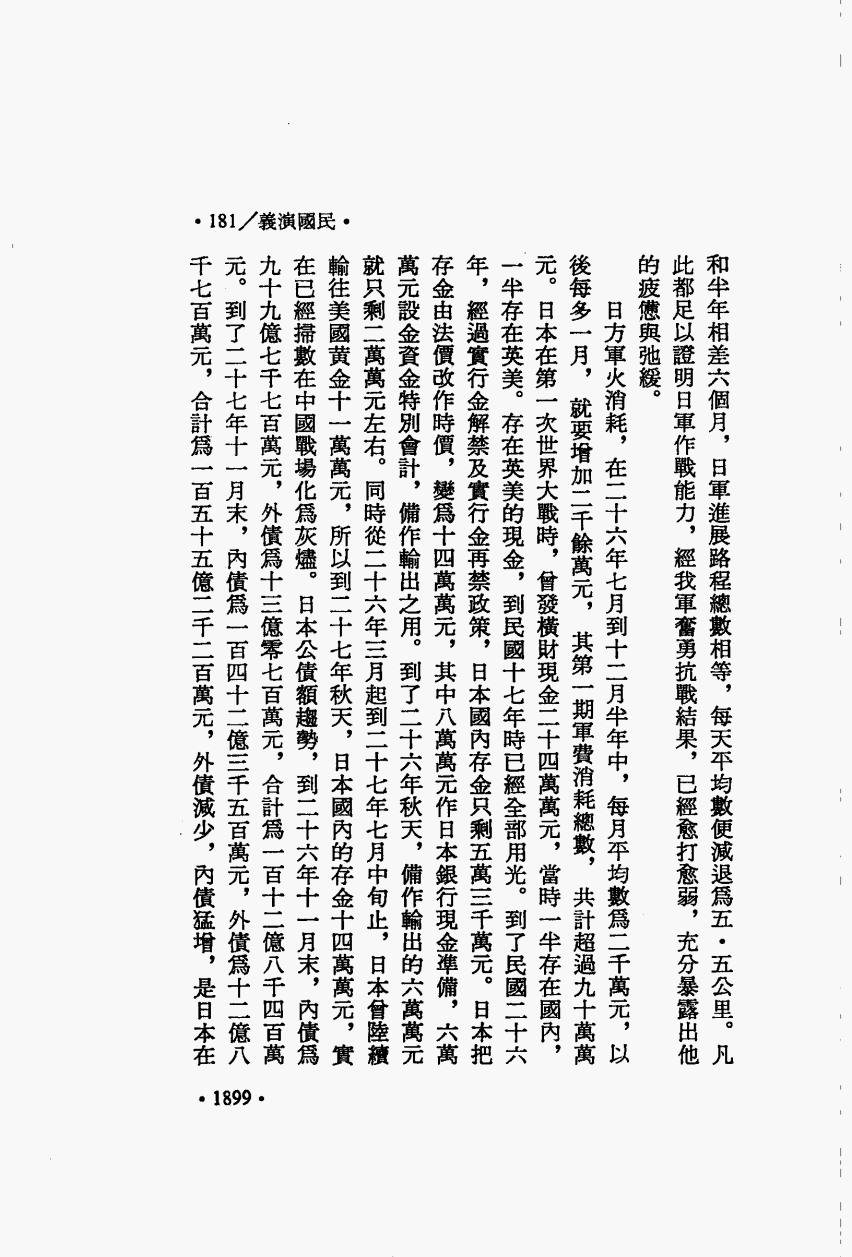 •181／義演國民•
和半年相差六個月，日軍進展路程總數相等，每天平均數便減退爲五・五公里。凡
此都足以證明日軍作戰能力，經我軍奮勇抗戰結果，已經愈打愈弱，充分暴露出他
的疲憊與弛緩。
日方軍火消耗，在二十六年七月到十二月半年中，每月平均數爲二千萬元，以
後每多一月，就要增加二千餘萬元，其第一期軍費消耗總數，共計超過九十萬萬
元。日本在第一次世界大戰時，曾發橫財現金二十四萬萬元，當時一半存在國內，
一半存在英美。存在英美的現金，到民國十七年時已經全部用光。到了民國二十六
年，經過實行金解禁及實行金再禁政策，日本國內存金只剩五萬三千萬元。日本把
存金由法價改作時價，變爲十四萬萬元，其中八萬萬元作日本銀行現金準備，六萬
萬元設金資金特別會計，備作輸出之用。到了二十六年秋天，備作輸出的六萬萬元
就只剩二萬萬元左右。同時從二十六年三月起到二十七年七月中旬止，日本曾陸續
輸往美國黃金十一萬萬元，所以到二十七年秋天，日本國內的存金十四萬萬元，實
在已經掃數在中國戰場化爲灰燼。日本公債額趨勢，到二十六年十一月末，內債爲
九十九億七千七百萬元，外債爲十三億零七百萬元，合計爲一百十二億八千四百萬
元。到了二十七年十一月末，內債爲一百四十二億三千五百萬元，外債爲十二億八
千七百萬元，合計爲一百五十五億二千二百萬元，外債減少，內債猛增，是日本在
•1899•